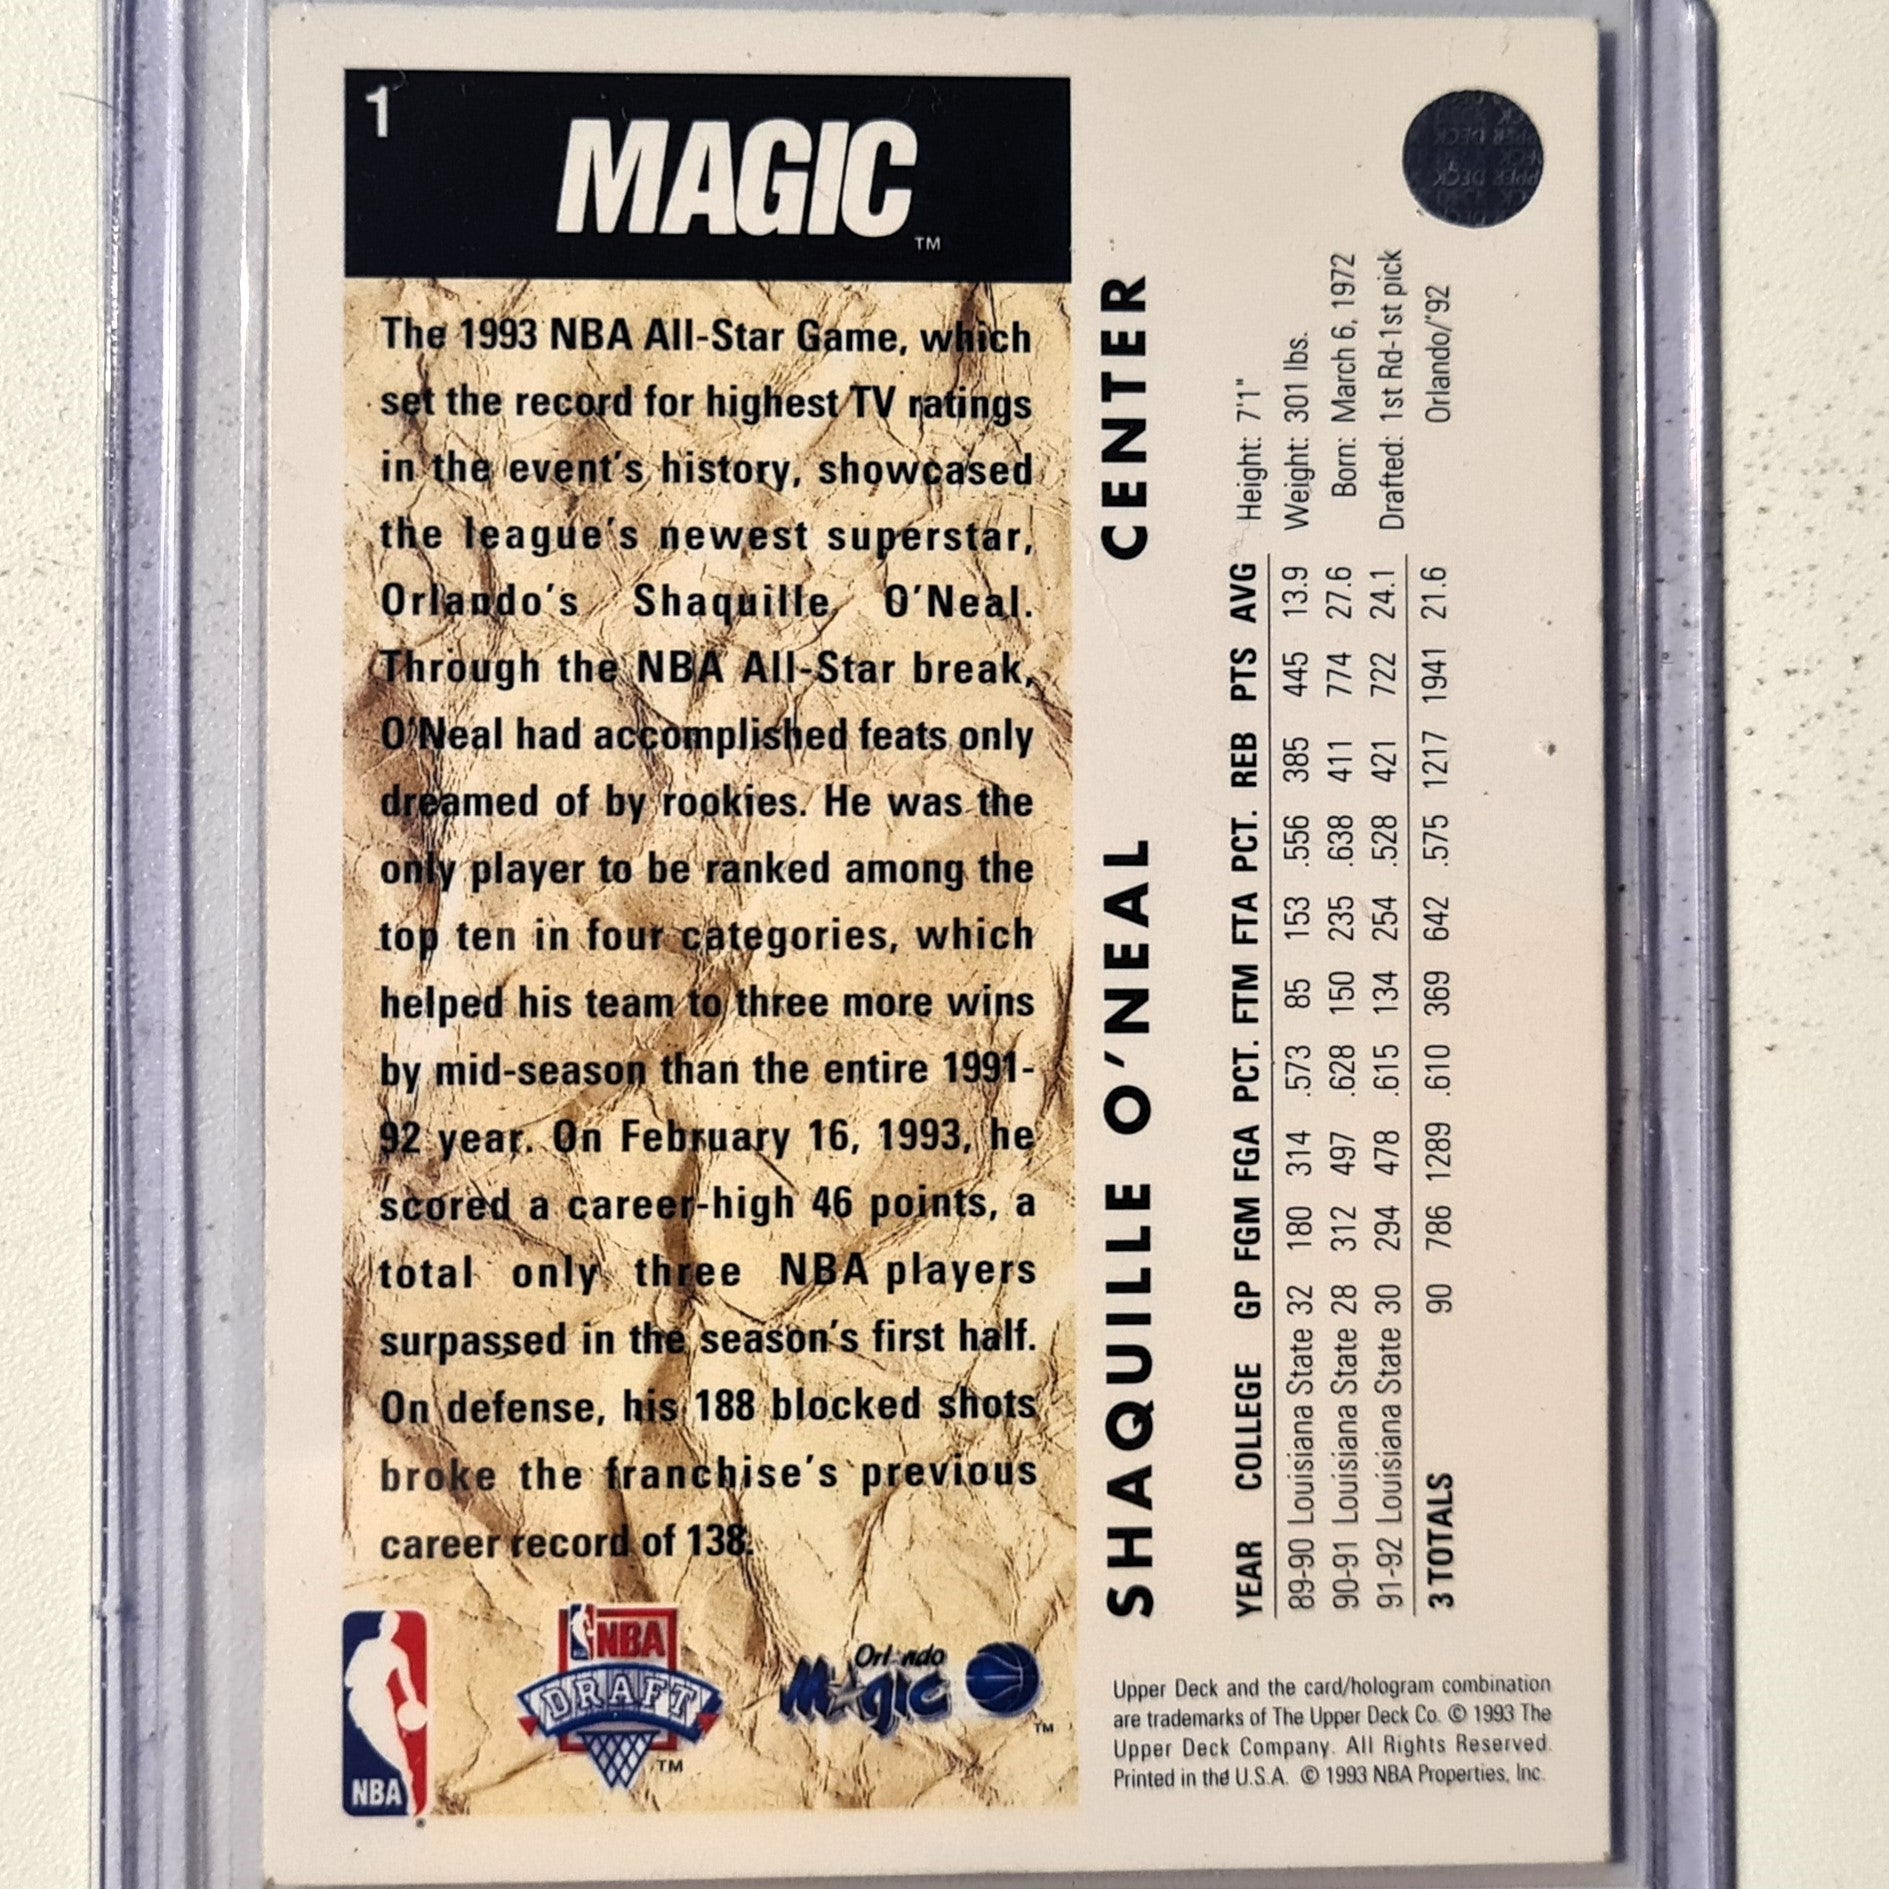 1
MAGIC™
The 1993 NBA All-Star Game, which
set the record for highest TV ratings
in the event's history, showcased
the league's newest superstar,
Orlando's Shaquille O'Neal.
Through the NBA All-Star break,
O'Neal had accomplished feats only
dreamed of by rookies. He was the
only player to be ranked among the
top ten in four categories, which
helped his team to three more wins
by mid-season than the entire 1991-
92 year. On February 16, 1993, he
scored a career-high 46 points, a
total only three NBA players
surpassed in the season's first half.
On defense, his 188 blocked shots
broke the franchise's previous
career record of 138.
NBA®
NBA
DRAFT™
Orlando
Magic™
SHAQUILLE O'NEAL CENTER
YEAR COLLEGE GP FGM FGA PCT. FTM FTA PCT. REB PTS AVG
89-90 Louisiana State 32 180 314 .573 85 153 .556 385 445 13.9
90-91 Louisiana State 28 312 497 .628 150 235 .638 411 774 27.6
91-92 Louisiana State 30 294 478 .615 134 254 .528 421 722 24.1
3 TOTALS 90 786 1289 .610 369 642 .575 1217 1941 21.6
Height: 7'1"
Weight: 301 lbs.
Born: March 6, 1972
Drafted: 1st Rd-1st pick
Orlando/'92
UPPER DECK
UPPER DECK
Upper Deck and the card/hologram combination
are trademarks of The Upper Deck Co. © 1993 The
Upper Deck Company. All Rights Reserved.
Printed in the U.S.A. © 1993 NBA Properties, Inc.